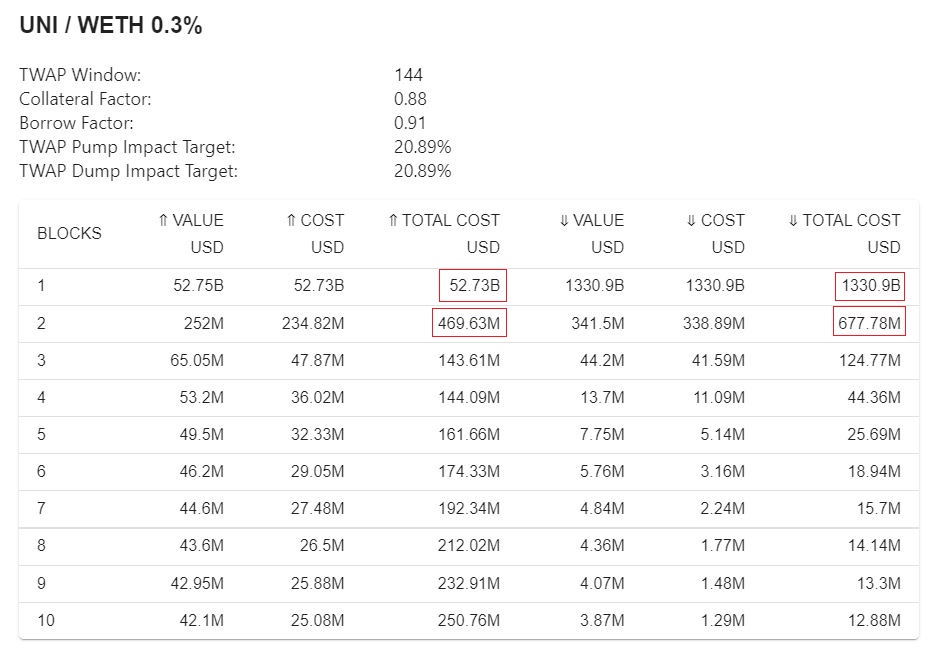 UNI / WETH 0.3%
TWAP Window: 144
Collateral Factor: 0.88
Borrow Factor: 0.91
TWAP Pump Impact Target: 20.89%
TWAP Dump Impact Target: 20.89%
BLOCKS ⇑ VALUE USD ⇑ COST USD ⇑ TOTAL COST USD ⇓ VALUE USD ⇓ COST USD ⇓ TOTAL COST USD
1 52.75B 52.73B 52.73B 1330.9B 1330.9B 1330.9B
2 252M 234.82M 469.63M 341.5M 338.89M 677.78M
3 65.05M 47.87M 143.61M 44.2M 41.59M 124.77M
4 53.2M 36.02M 144.09M 13.7M 11.09M 44.36M
5 49.5M 32.33M 161.66M 7.75M 5.14M 25.69M
6 46.2M 29.05M 174.33M 5.76M 3.16M 18.94M
7 44.6M 27.48M 192.34M 4.84M 2.24M 15.7M
8 43.6M 26.5M 212.02M 4.36M 1.77M 14.14M
9 42.95M 25.88M 232.91M 4.07M 1.48M 13.3M
10 42.1M 25.08M 250.76M 3.87M 1.29M 12.88M